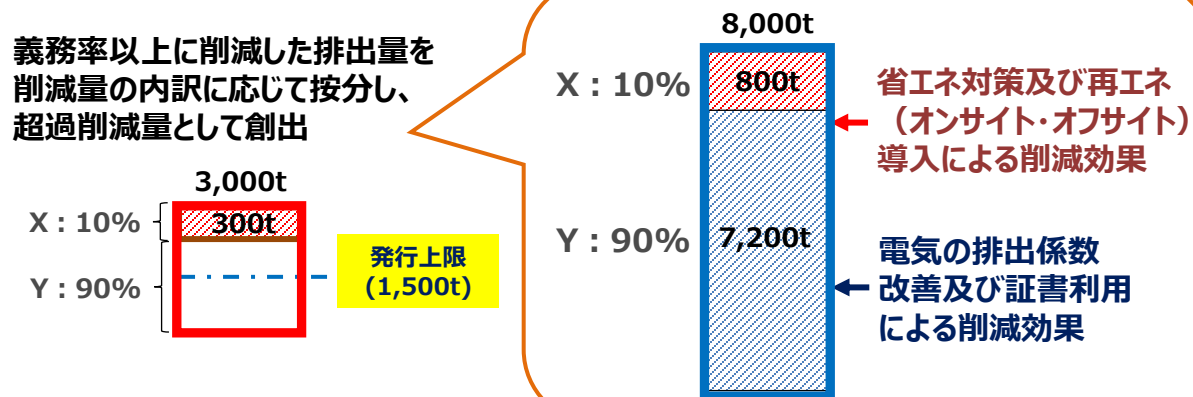 義務率以上に削減した排出量を
削減量の内訳に応じて按分し、
超過削減量として創出
3,000t
X：10%
300t
Y：90%
発行上限
(1,500t)
8,000t
X：10%
800t
Y：90%
7,200t
省エネ対策及び再エネ
（オンサイト・オフサイト）
導入による削減効果
電気の排出係数
改善及び証書利用
による削減効果